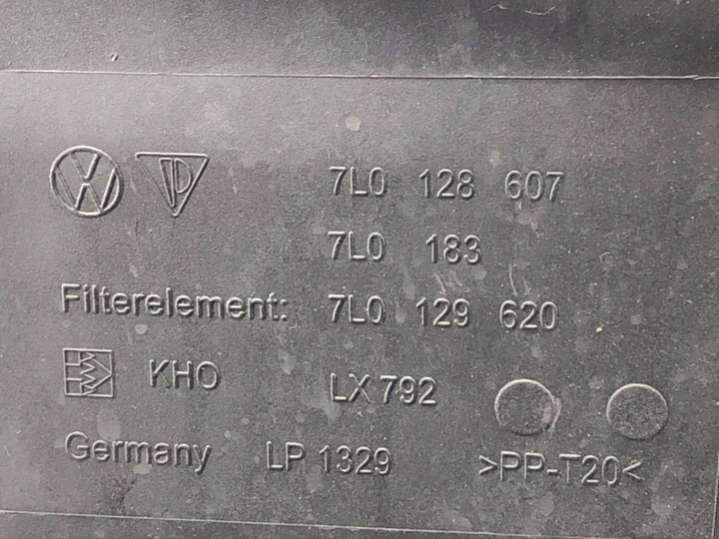 7L0 128 607
7L0 183
Filterelement: 7L0 129 620
KHO LX 792
Germany LP 1329 >PP-T20<